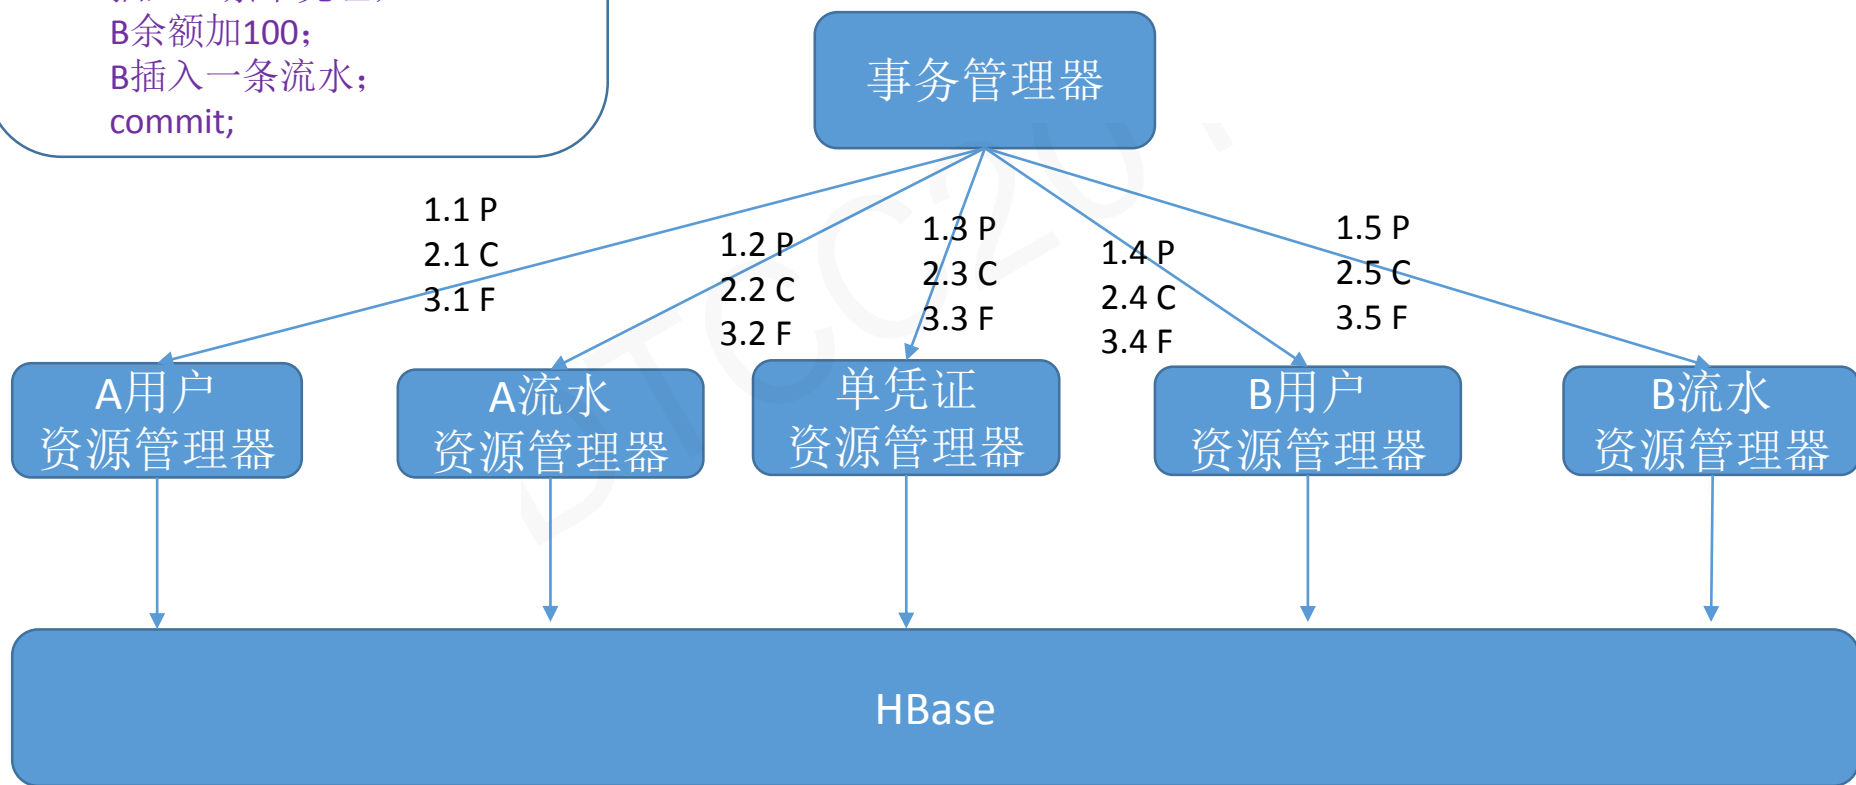 B余额加100；
B插入一条流水；
commit;
事务管理器
1.1 P
2.1 C
3.1 F
1.2 P
2.2 C
3.2 F
1.3 P
2.3 C
3.3 F
1.4 P
2.4 C
3.4 F
1.5 P
2.5 C
3.5 F
A用户
资源管理器
A流水
资源管理器
单凭证
资源管理器
B用户
资源管理器
B流水
资源管理器
HBase